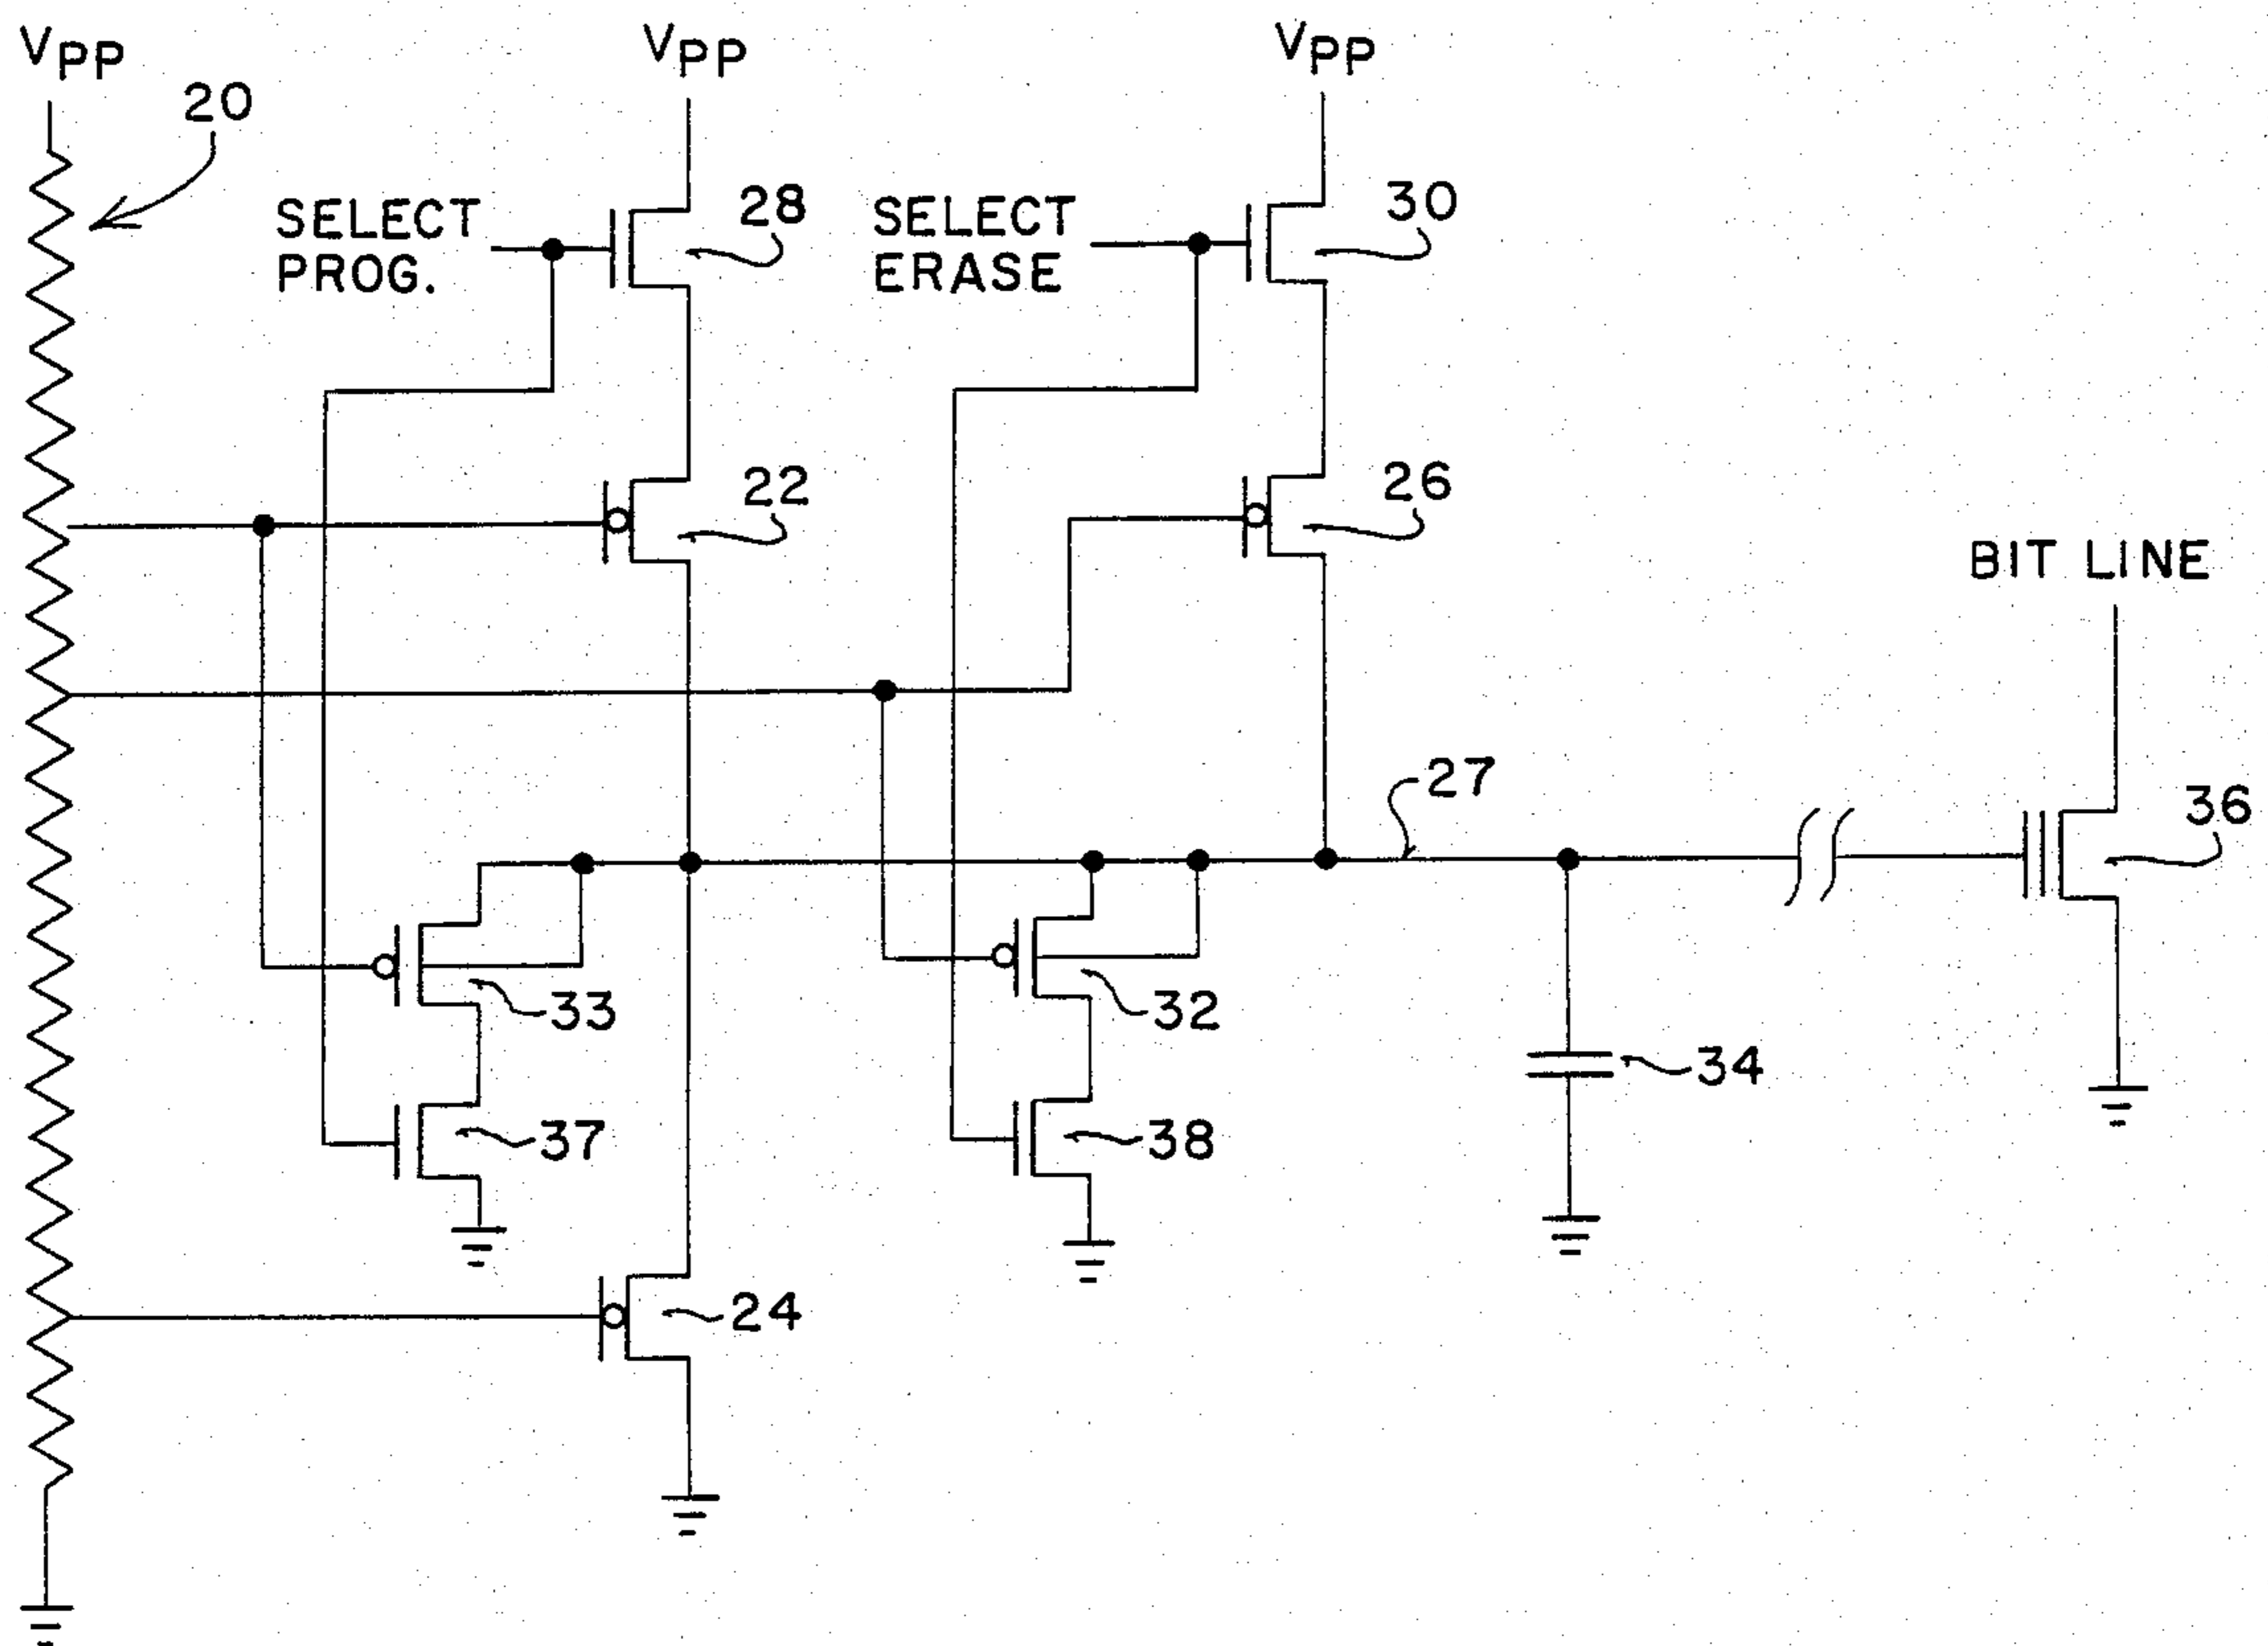 VPP
VPP
VPP
20
SELECT
PROG.
28
SELECT
ERASE
30
22
26
BIT LINE
27
36
33
32
34
37
38
24